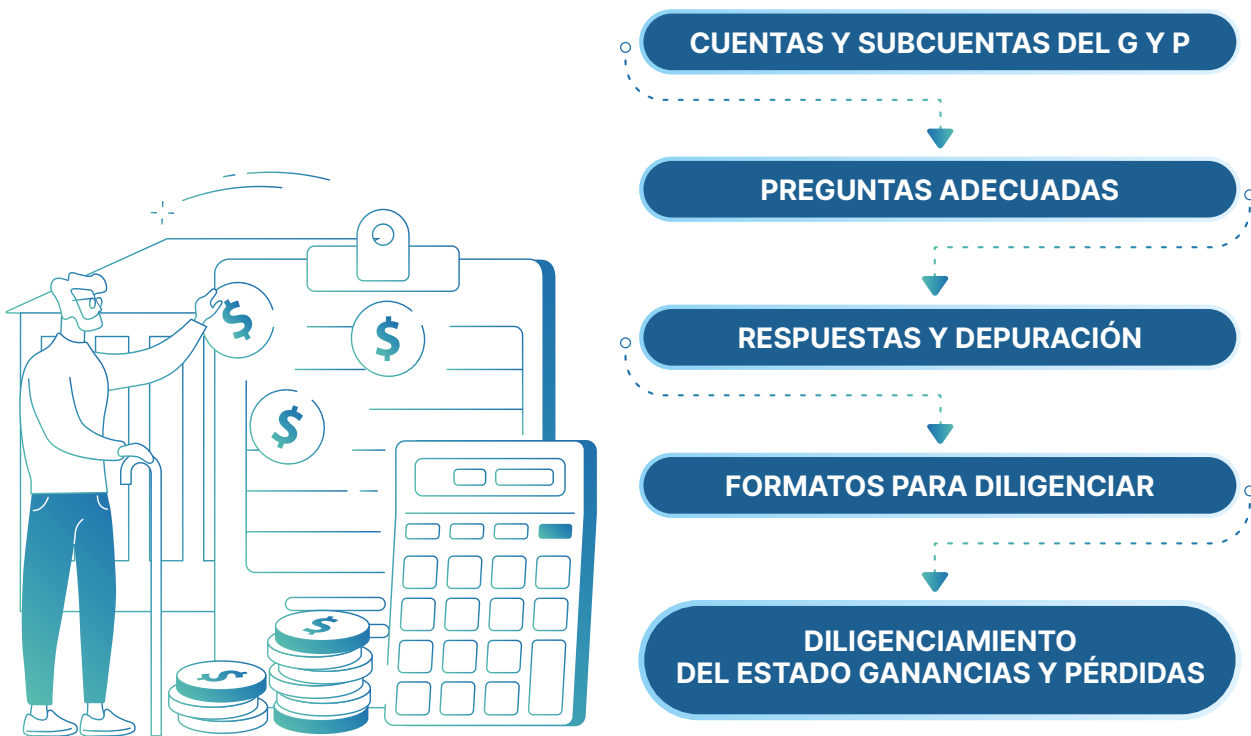 CUENTAS Y SUBCUENTAS DEL G Y P
PREGUNTAS ADECUADAS
RESPUESTAS Y DEPURACIÓN
FORMATOS PARA DILIGENCIAR
DILIGENCIAMIENTO
DEL ESTADO GANANCIAS Y PÉRDIDAS
$
$
$
$
$